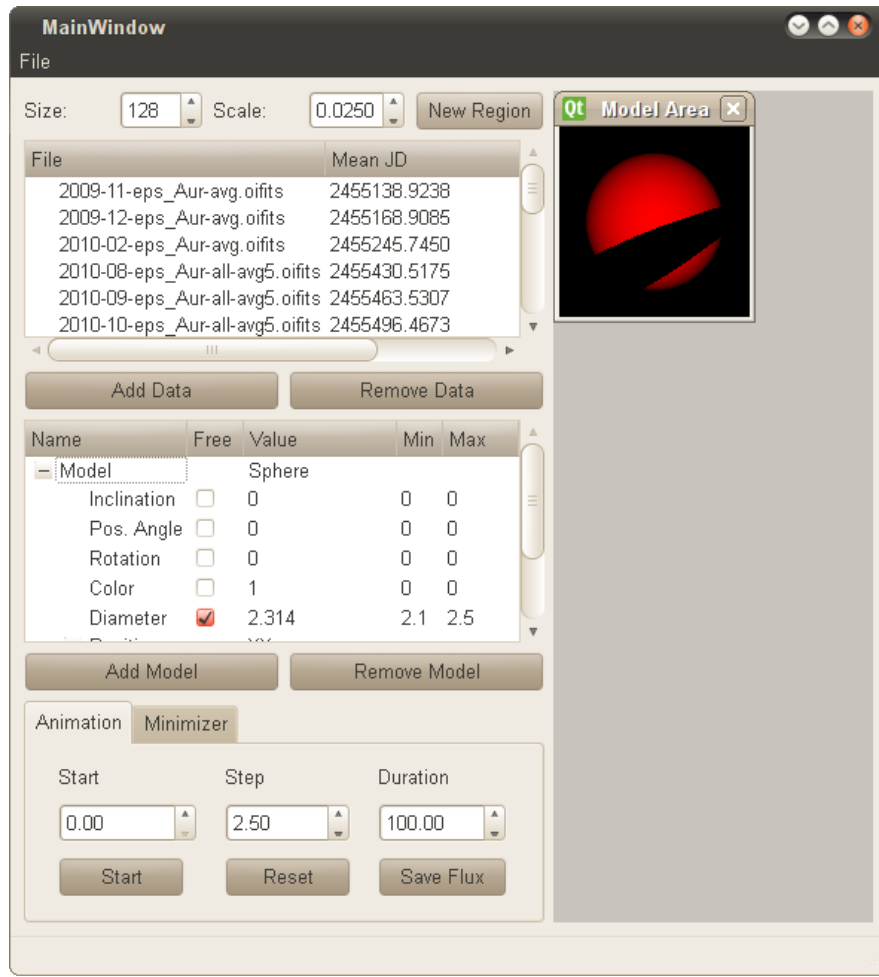 MainWindow
File
Size: 128 Scale: 0.0250 New Region
Qt Model Area
File Mean JD
2009-11-eps_Aur-avg.oifits 2455138.9238
2009-12-eps_Aur-avg.oifits 2455168.9085
2010-02-eps_Aur-avg.oifits 2455245.7450
2010-08-eps_Aur-all-avg5.oifits 2455430.5175
2010-09-eps_Aur-all-avg5.oifits 2455463.5307
2010-10-eps_Aur-all-avg5.oifits 2455496.4673
Add Data Remove Data
Name Free Value Min Max
Model Sphere
Inclination 0 0 0
Pos. Angle 0 0 0
Rotation 0 0 0
Color 1 0 0
Diameter 2.314 2.1 2.5
Add Model Remove Model
Animation Minimizer
Start Step Duration
0.00 2.50 100.00
Start Reset Save Flux